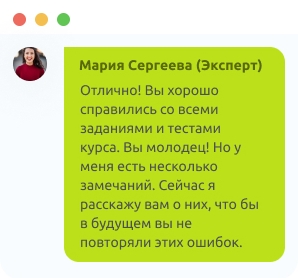 Мария Сергеева (Эксперт)
Отлично! Вы хорошо
справились со всеми
заданиями и тестами
курса. Вы молодец! Но у
меня есть несколько
замечаний. Сейчас я
расскажу вам о них, что бы
в будущем вы не
повторяли этих ошибок.